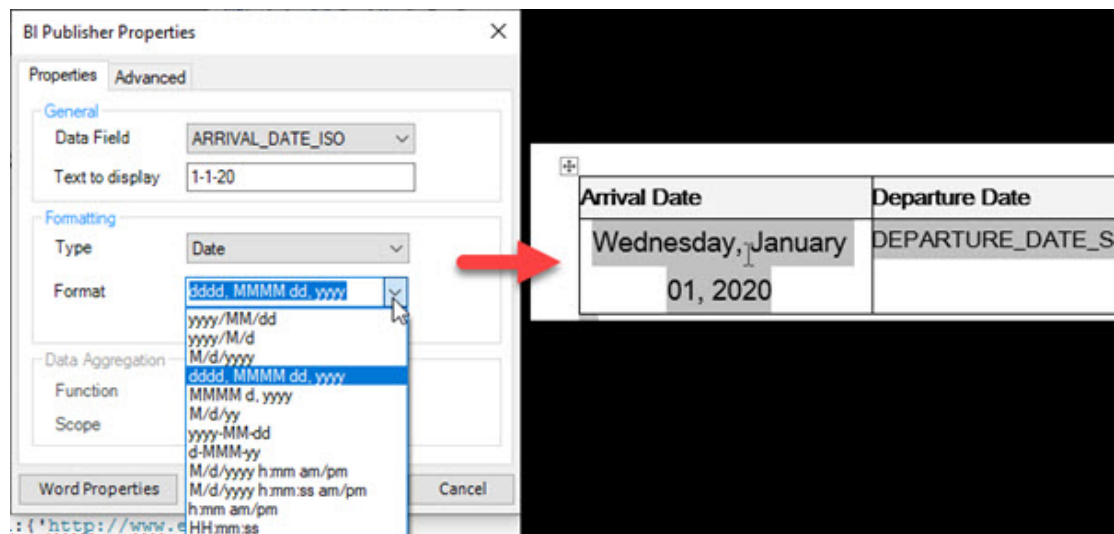 BI Publisher Properties
Properties Advanced
General
Data Field ARRIVAL_DATE_ISO
Text to display 1-1-20
Formatting
Type Date
Format dddd, MMMM dd, yyyy
yyyy/MM/dd
yyyy/M/d
M/d/yyyy
dddd, MMMM dd, yyyy
MMMM d, yyyy
M/d/yy
yyyy-MM-dd
d-MMM-yy
M/d/yyyy h:mm am/pm
M/d/yyyy h:mm:ss am/pm
h:mm am/pm
HH:mm:ss
Data Aggregation
Function
Scope
Word Properties Cancel
:{'http://www.e
Arrival Date Departure Date
Wednesday, January DEPARTURE_DATE_S
01, 2020